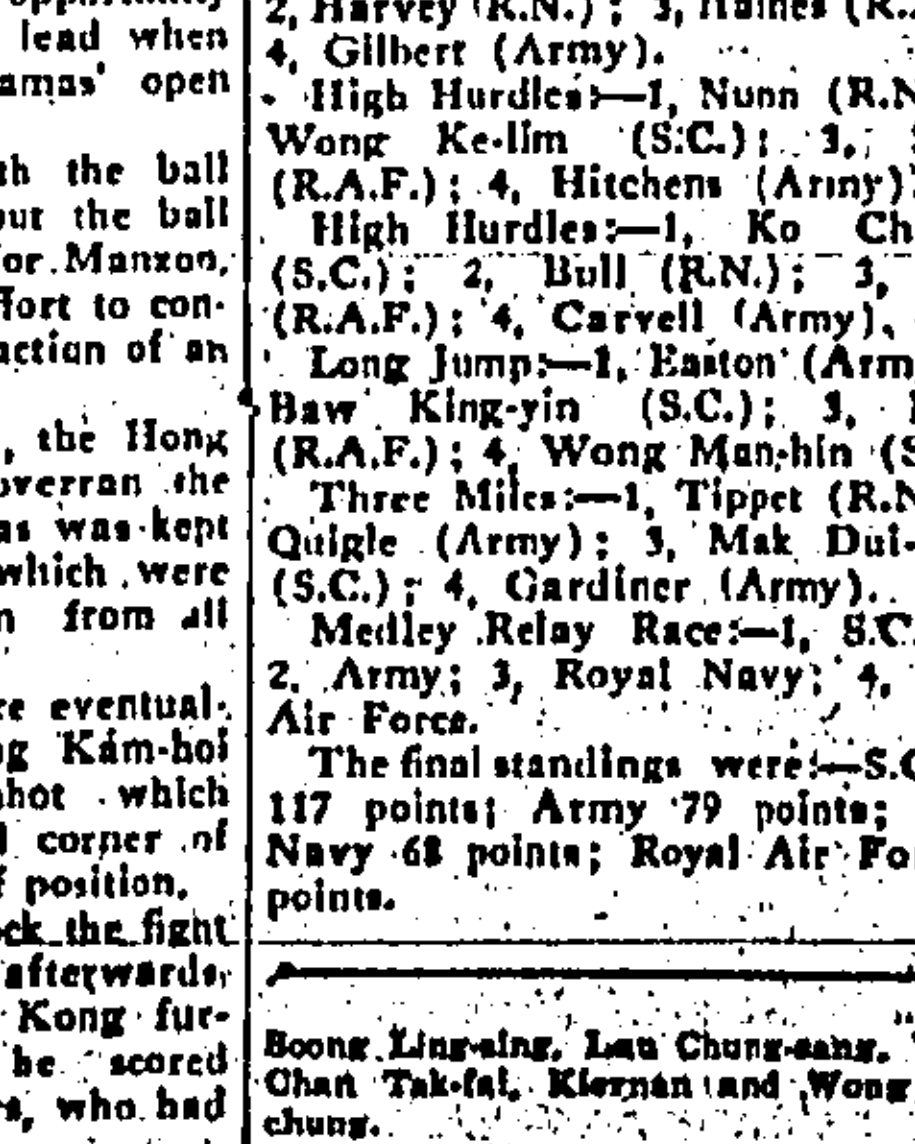 lead when
amas' open
th the ball
out the ball
for Manxon,
ffort to con-
action of an
, the Hong
overran the
as was kept
which were
n from all
re eventual-
ng Kam-hoi
shot which
d corner of
f position.
ock the fight
afterwards,
Kong fur-
he scored
s, who had
2, Harvey (R.N.); 3, Haines (R.
4, Gilbert (Army).
High Hurdles:—1, Nunn (R.N
Wong Ke-lim (S.C.); 3,
(R.A.F.); 4, Hitchens (Army)
High Hurdles:—1, Ko Ch
(S.C.); 2, Bull (R.N.); 3,
(R.A.F.); 4, Carvell (Army).
Long Jump:—1, Easton (Arm
Baw King-yin (S.C.); 3,
(R.A.F.); 4, Wong Man-hin (S
Three Miles:—1, Tippet (R.N
Quigle (Army); 3, Mak Dui-
(S.C.); 4, Gardiner (Army).
Medley Relay Race:—1, S.C.
2, Army; 3, Royal Navy; 4,
Air Force.
The final standings were:—S.C
117 points; Army 79 points;
Navy 68 points; Royal Air Fo
points.
Boong Ling-sing, Lau Chung-sang,
Chan Tak-fai, Kiernan and Wong
chung.